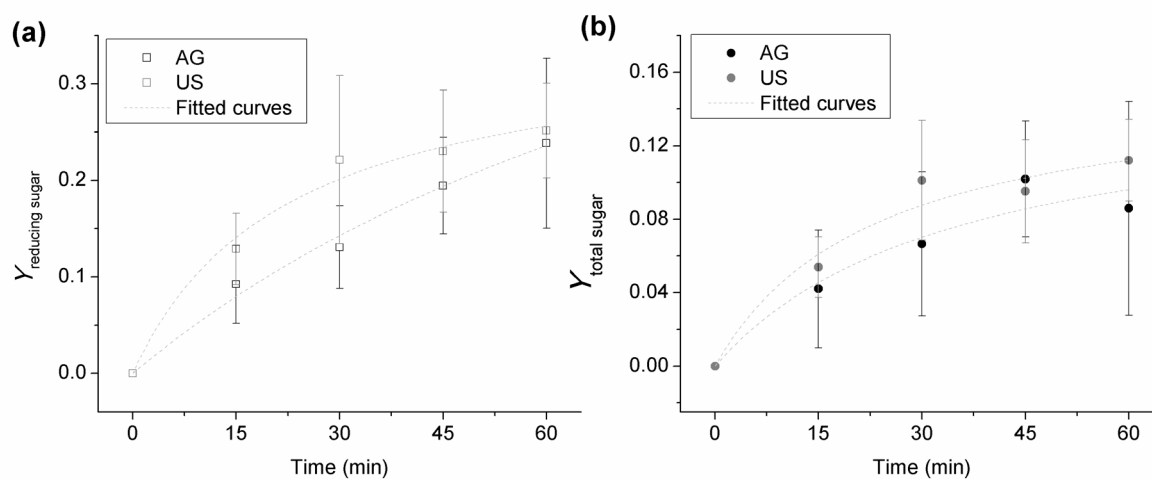 (a)
AG
US
Fitted curves
0.3
0.2
0.1
0.0
Y reducing sugar
0 15 30 45 60
Time (min)
(b)
AG
US
Fitted curves
0.16
0.12
0.08
0.04
0.00
Y total sugar
0 15 30 45 60
Time (min)